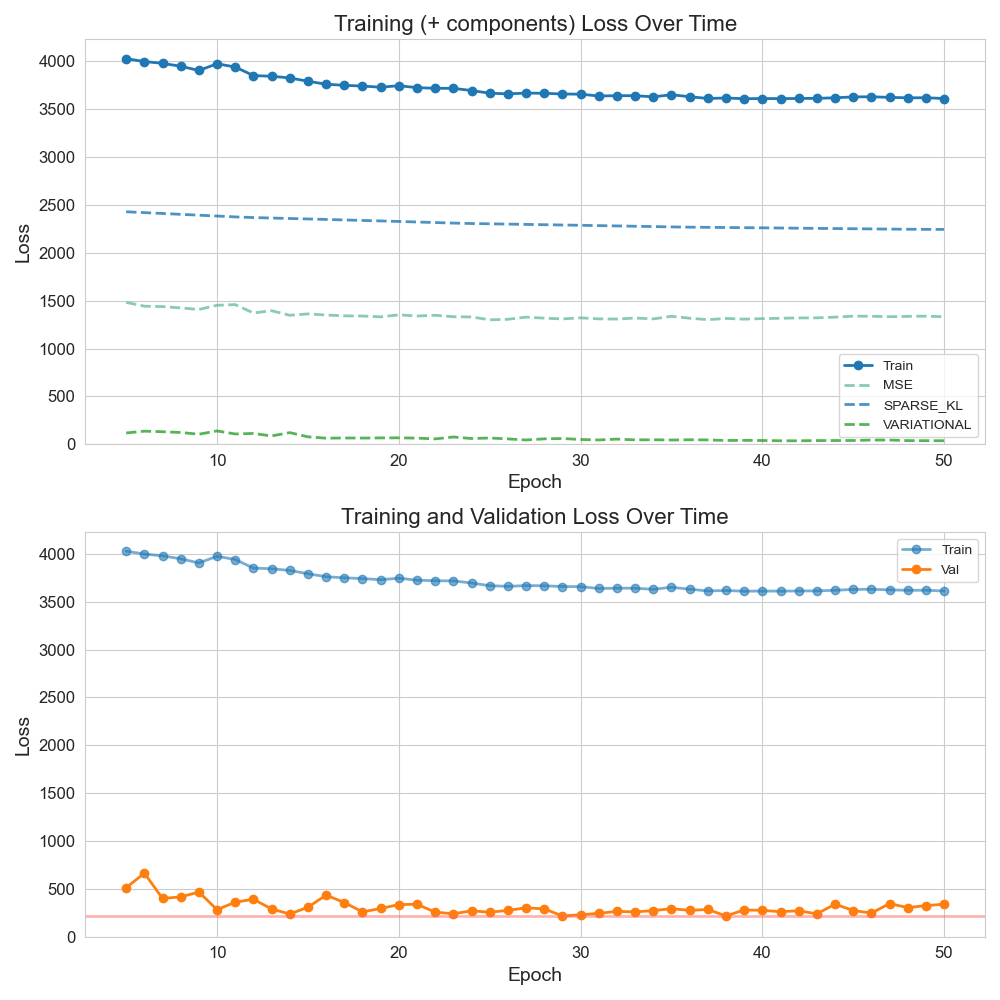 Training (+ components) Loss Over Time
4000
3500
3000
2500
2000
1500
1000
500
0
Loss
10
20
30
40
50
Epoch
Train
MSE
SPARSE_KL
VARIATIONAL
Training and Validation Loss Over Time
4000
3500
3000
2500
2000
1500
1000
500
0
Loss
10
20
30
40
50
Epoch
Train
Val